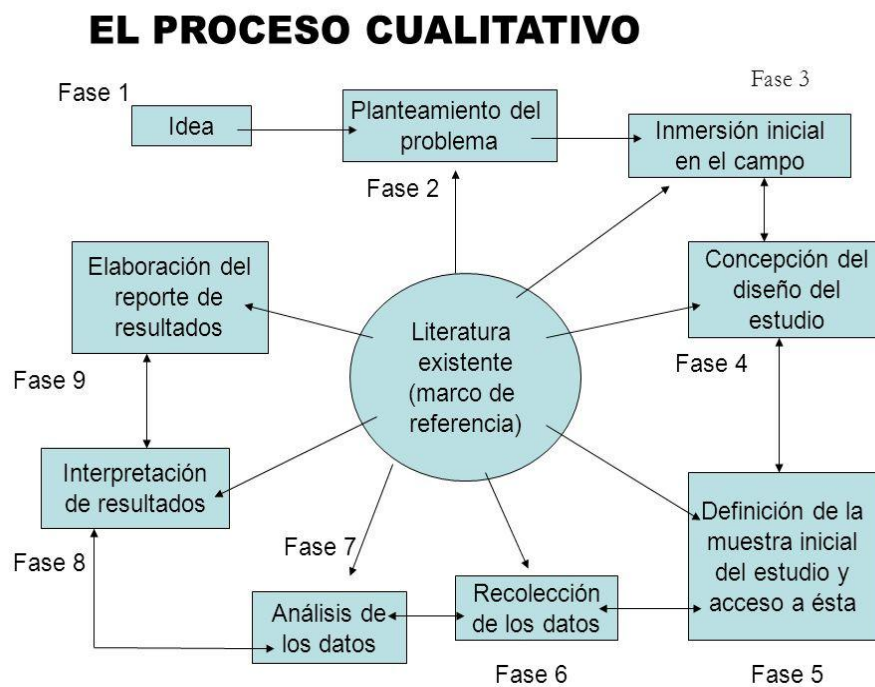 EL PROCESO CUALITATIVO
Fase 1
Idea
Planteamiento del
problema
Fase 2
Fase 3
Inmersión inicial
en el campo
Concepción del
diseño del
estudio
Fase 4
Definición de la
muestra inicial
del estudio y
acceso a ésta
Fase 5
Recolección
de los datos
Fase 6
Análisis de
los datos
Fase 7
Interpretación
de resultados
Fase 8
Elaboración del
reporte de
resultados
Fase 9
Literatura
existente
(marco de
referencia)